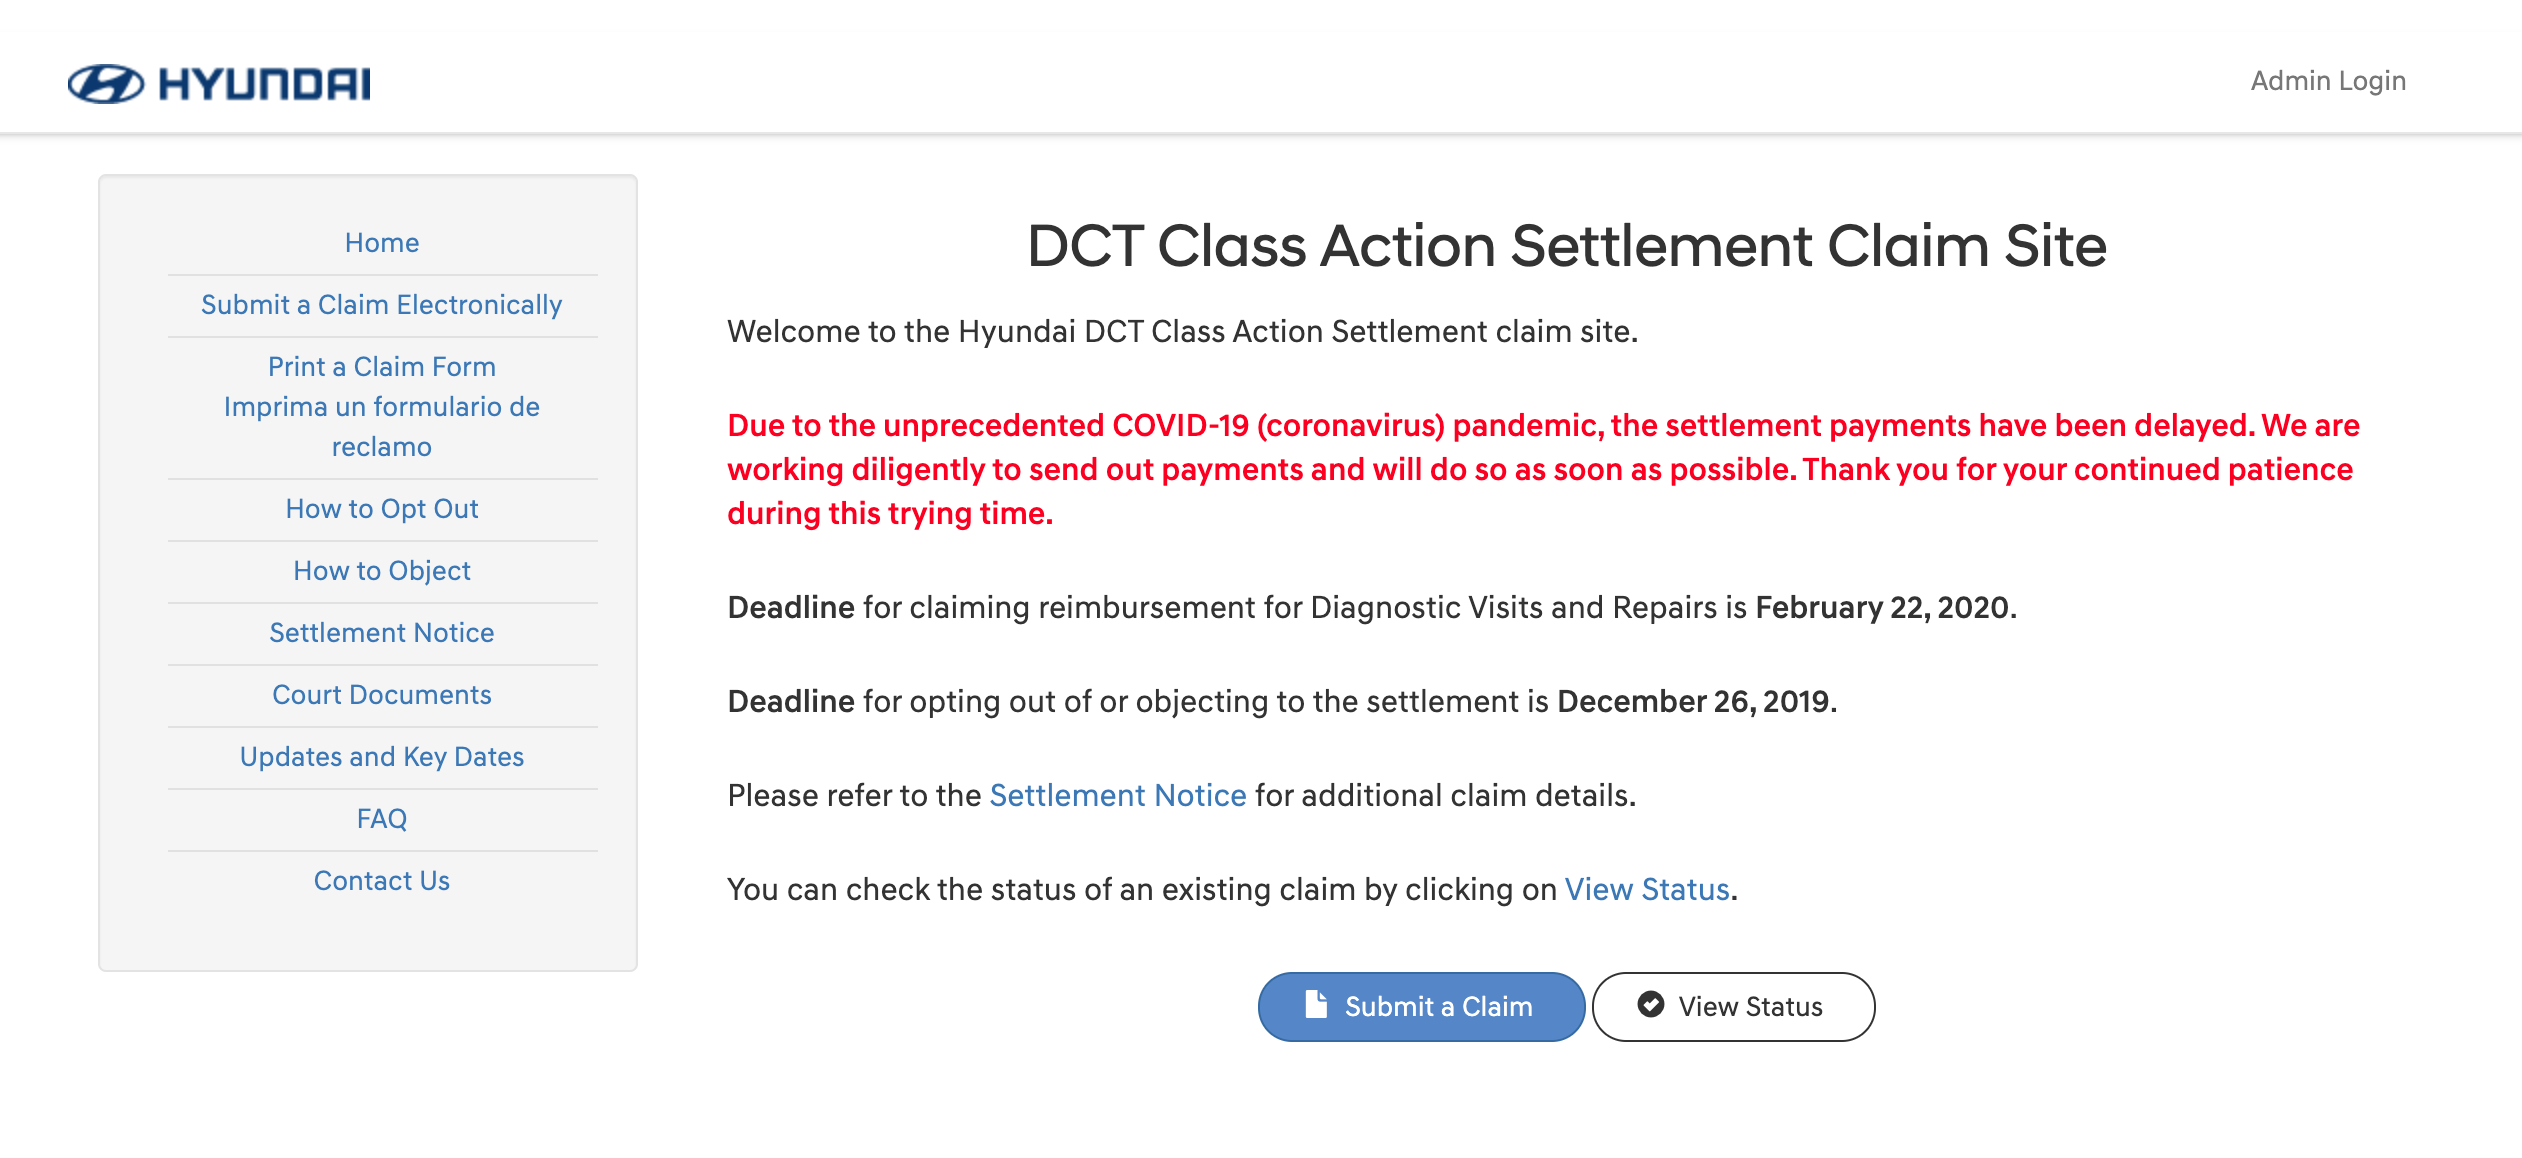 HYUNDAI
Admin Login
Home
Submit a Claim Electronically
Print a Claim Form
Imprima un formulario de
reclamo
How to Opt Out
How to Object
Settlement Notice
Court Documents
Updates and Key Dates
FAQ
Contact Us
DCT Class Action Settlement Claim Site
Welcome to the Hyundai DCT Class Action Settlement claim site.
Due to the unprecedented COVID-19 (coronavirus) pandemic, the settlement payments have been delayed. We are
working diligently to send out payments and will do so as soon as possible. Thank you for your continued patience
during this trying time.
Deadline for claiming reimbursement for Diagnostic Visits and Repairs is February 22, 2020.
Deadline for opting out of or objecting to the settlement is December 26, 2019.
Please refer to the Settlement Notice for additional claim details.
You can check the status of an existing claim by clicking on View Status.
Submit a Claim
View Status